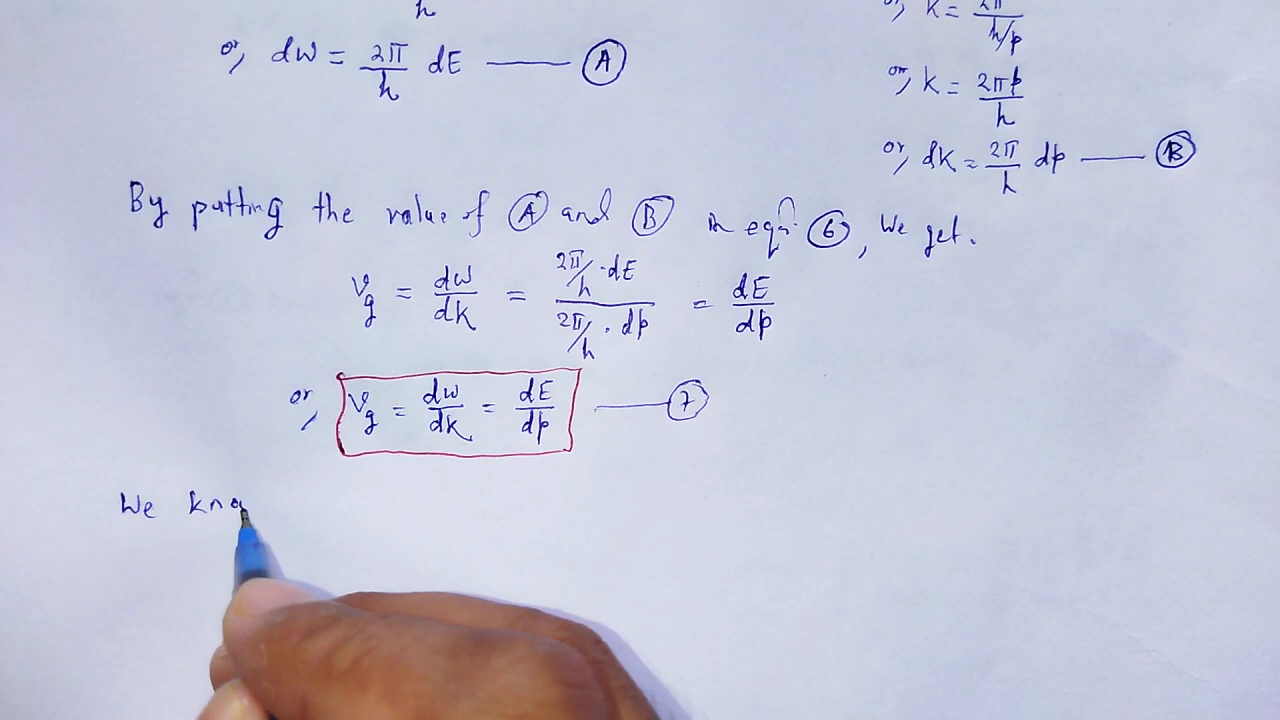 h
or, dω = 2π/h dE —— (A)
or, k = 2π/(h/p)
or, k = 2πp/h
or, dk = 2π/h dp —— (B)
By putting the value of (A) and (B) in eqn. (6), We get.
vg = dω/dk = (2π/h · dE)/(2π/h · dp) = dE/dp
or, vg = dω/dk = dE/dp —— (7)
We kno